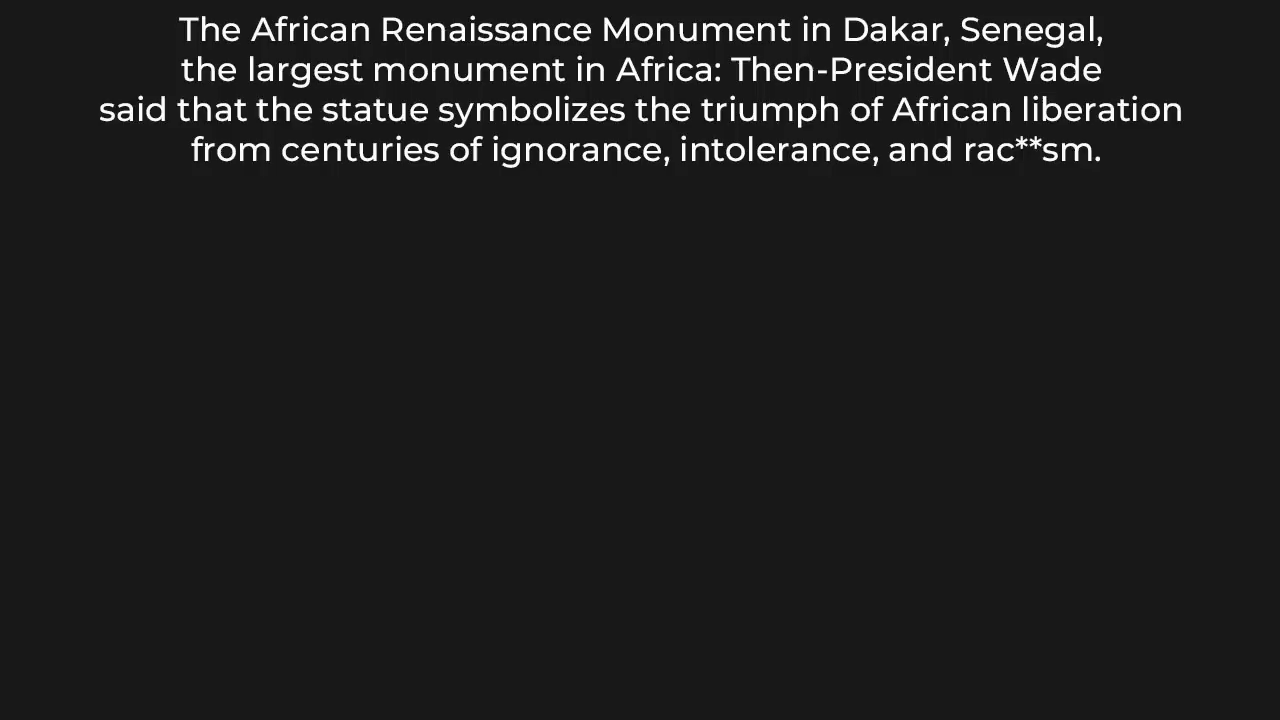 The African Renaissance Monument in Dakar, Senegal,
the largest monument in Africa: Then-President Wade
said that the statue symbolizes the triumph of African liberation
from centuries of ignorance, intolerance, and rac**sm.